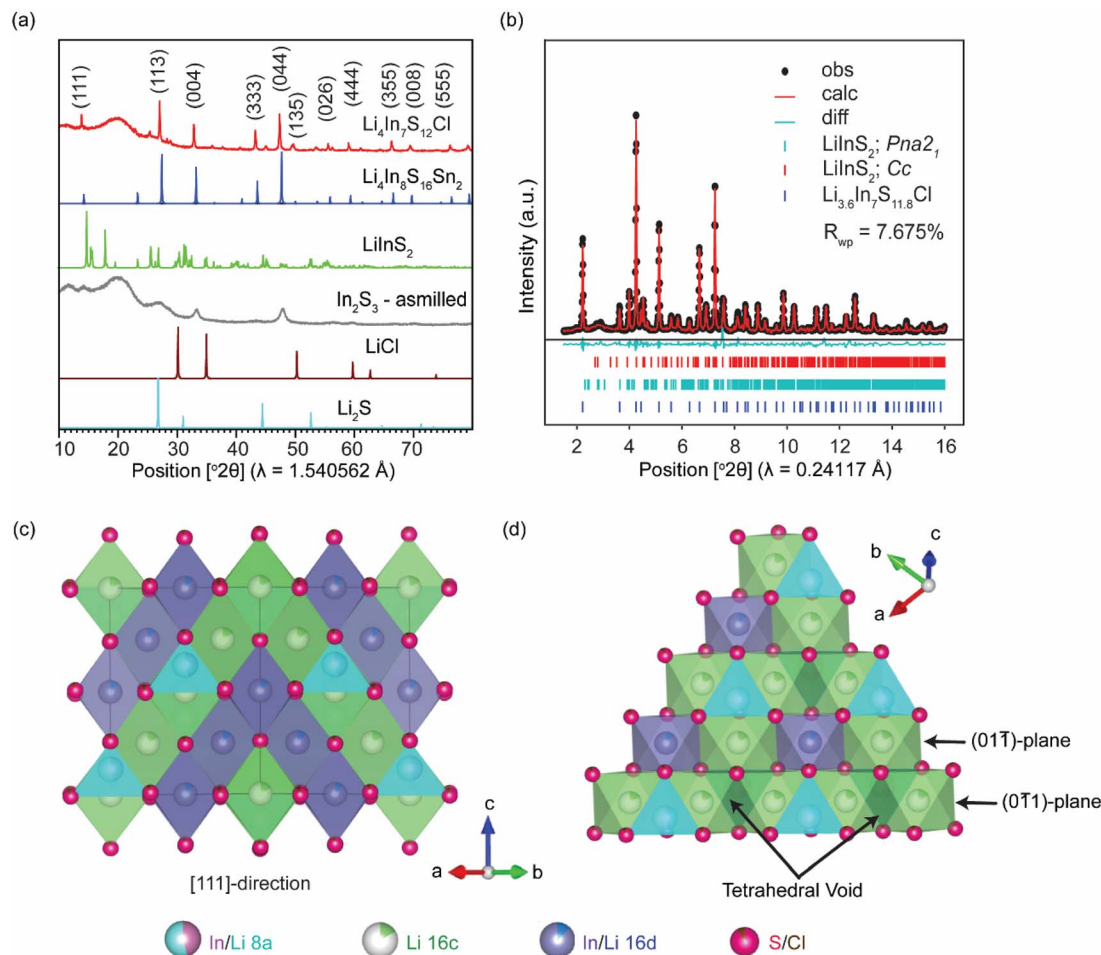 (a)
(111)
(113)
(004)
(333)
(044)
(135)
(026)
(444)
(355)
(008)
(555)
Li4In7S12Cl
Li4In8S16Sn2
LiInS2
In2S3 - asmilled
LiCl
Li2S
10 20 30 40 50 60 70
Position [°2θ] (λ = 1.540562 Å)
(b)
obs
calc
diff
LiInS2; Pna21
LiInS2; Cc
Li3.6In7S11.8Cl
Rwp = 7.675%
Intensity (a.u.)
2 4 6 8 10 12 14 16
Position [°2θ] (λ = 0.24117 Å)
(c)
c
a b
[111]-direction
(d)
c
b
a
(011̅)-plane
(01̅1)-plane
Tetrahedral Void
In/Li 8a
Li 16c
In/Li 16d
S/Cl